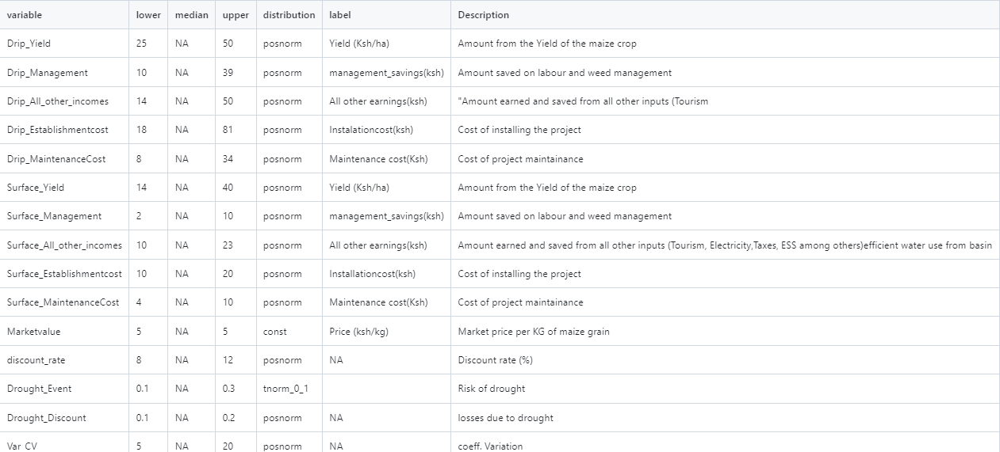 variable lower median upper distribution label Description
Drip_Yield 25 NA 50 posnorm Yield (Ksh/ha) Amount from the Yield of the maize crop
Drip_Management 10 NA 39 posnorm management_savings(ksh) Amount saved on labour and weed management
Drip_All_other_incomes 14 NA 50 posnorm All other earnings(ksh) "Amount earned and saved from all other inputs (Tourism
Drip_Establishmentcost 18 NA 81 posnorm Instalationcost(ksh) Cost of installing the project
Drip_MaintenanceCost 8 NA 34 posnorm Maintenance cost(Ksh) Cost of project maintainance
Surface_Yield 14 NA 40 posnorm Yield (Ksh/ha) Amount from the Yield of the maize crop
Surface_Management 2 NA 10 posnorm management_savings(ksh) Amount saved on labour and weed management
Surface_All_other_incomes 10 NA 23 posnorm All other earnings(ksh) Amount earned and saved from all other inputs (Tourism, Electricity,Taxes, ESS among others)efficient water use from basin
Surface_Establishmentcost 10 NA 20 posnorm Installationcost(ksh) Cost of installing the project
Surface_MaintenanceCost 4 NA 10 posnorm Maintenance cost(Ksh) Cost of project maintainance
Marketvalue 5 NA 5 const Price (ksh/kg) Market price per KG of maize grain
discount_rate 8 NA 12 posnorm NA Discount rate (%)
Drought_Event 0.1 NA 0.3 tnorm_0_1 Risk of drought
Drought_Discount 0.1 NA 0.2 posnorm NA losses due to drought
Var_CV 5 NA 20 posnorm NA coeff. Variation